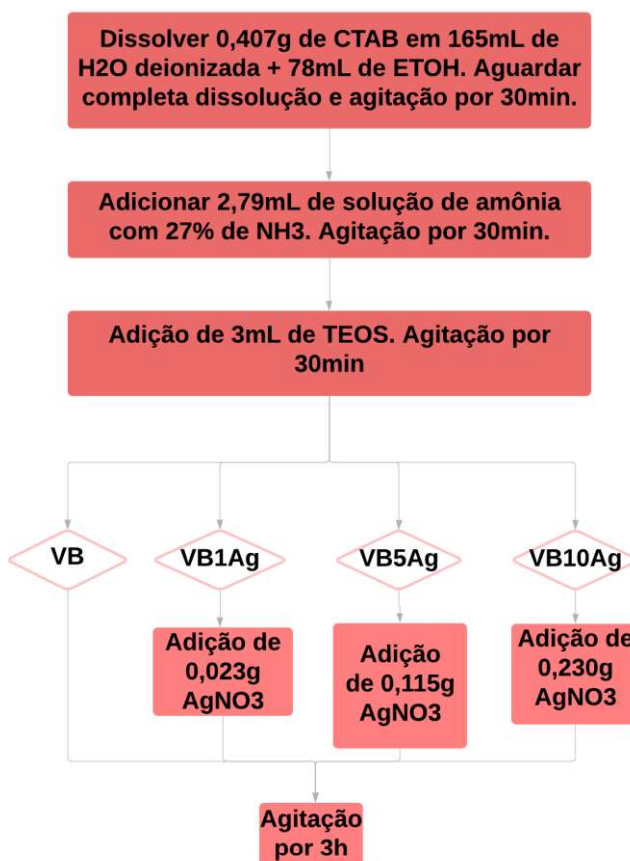 Dissolver 0,407g de CTAB em 165mL de
H2O deionizada + 78mL de ETOH. Aguardar
completa dissolução e agitação por 30min.
Adicionar 2,79mL de solução de amônia
com 27% de NH3. Agitação por 30min.
Adição de 3mL de TEOS. Agitação por
30min
VB
VB1Ag
VB5Ag
VB10Ag
Adição de
0,023g
AgNO3
Adição
de 0,115g
AgNO3
Adição de
0,230g
AgNO3
Agitação
por 3h